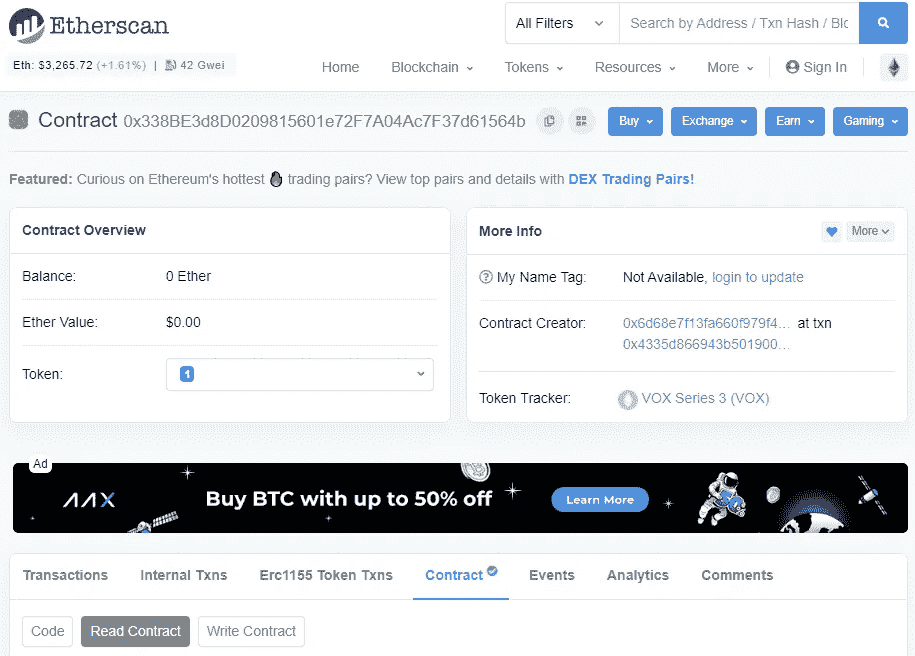 Etherscan
All Filters
Search by Address / Txn Hash / Blo
Eth: $3,265.72 (+1.61%) | 42 Gwei
Home Blockchain Tokens Resources More Sign In
Contract 0x338BE3d8D0209815601e72F7A04Ac7F37d61564b
Buy Exchange Earn Gaming
Featured: Curious on Ethereum's hottest trading pairs? View top pairs and details with DEX Trading Pairs!
Contract Overview
Balance: 0 Ether
Ether Value: $0.00
Token: 1
More Info
More
My Name Tag: Not Available, login to update
Contract Creator: 0x6d68e7f13fa660f979f4... at txn
0x4335d866943b501900...
Token Tracker: VOX Series 3 (VOX)
Ad
AAX
Buy BTC with up to 50% off
Learn More
Transactions Internal Txns Erc1155 Token Txns Contract Events Analytics Comments
Code Read Contract Write Contract